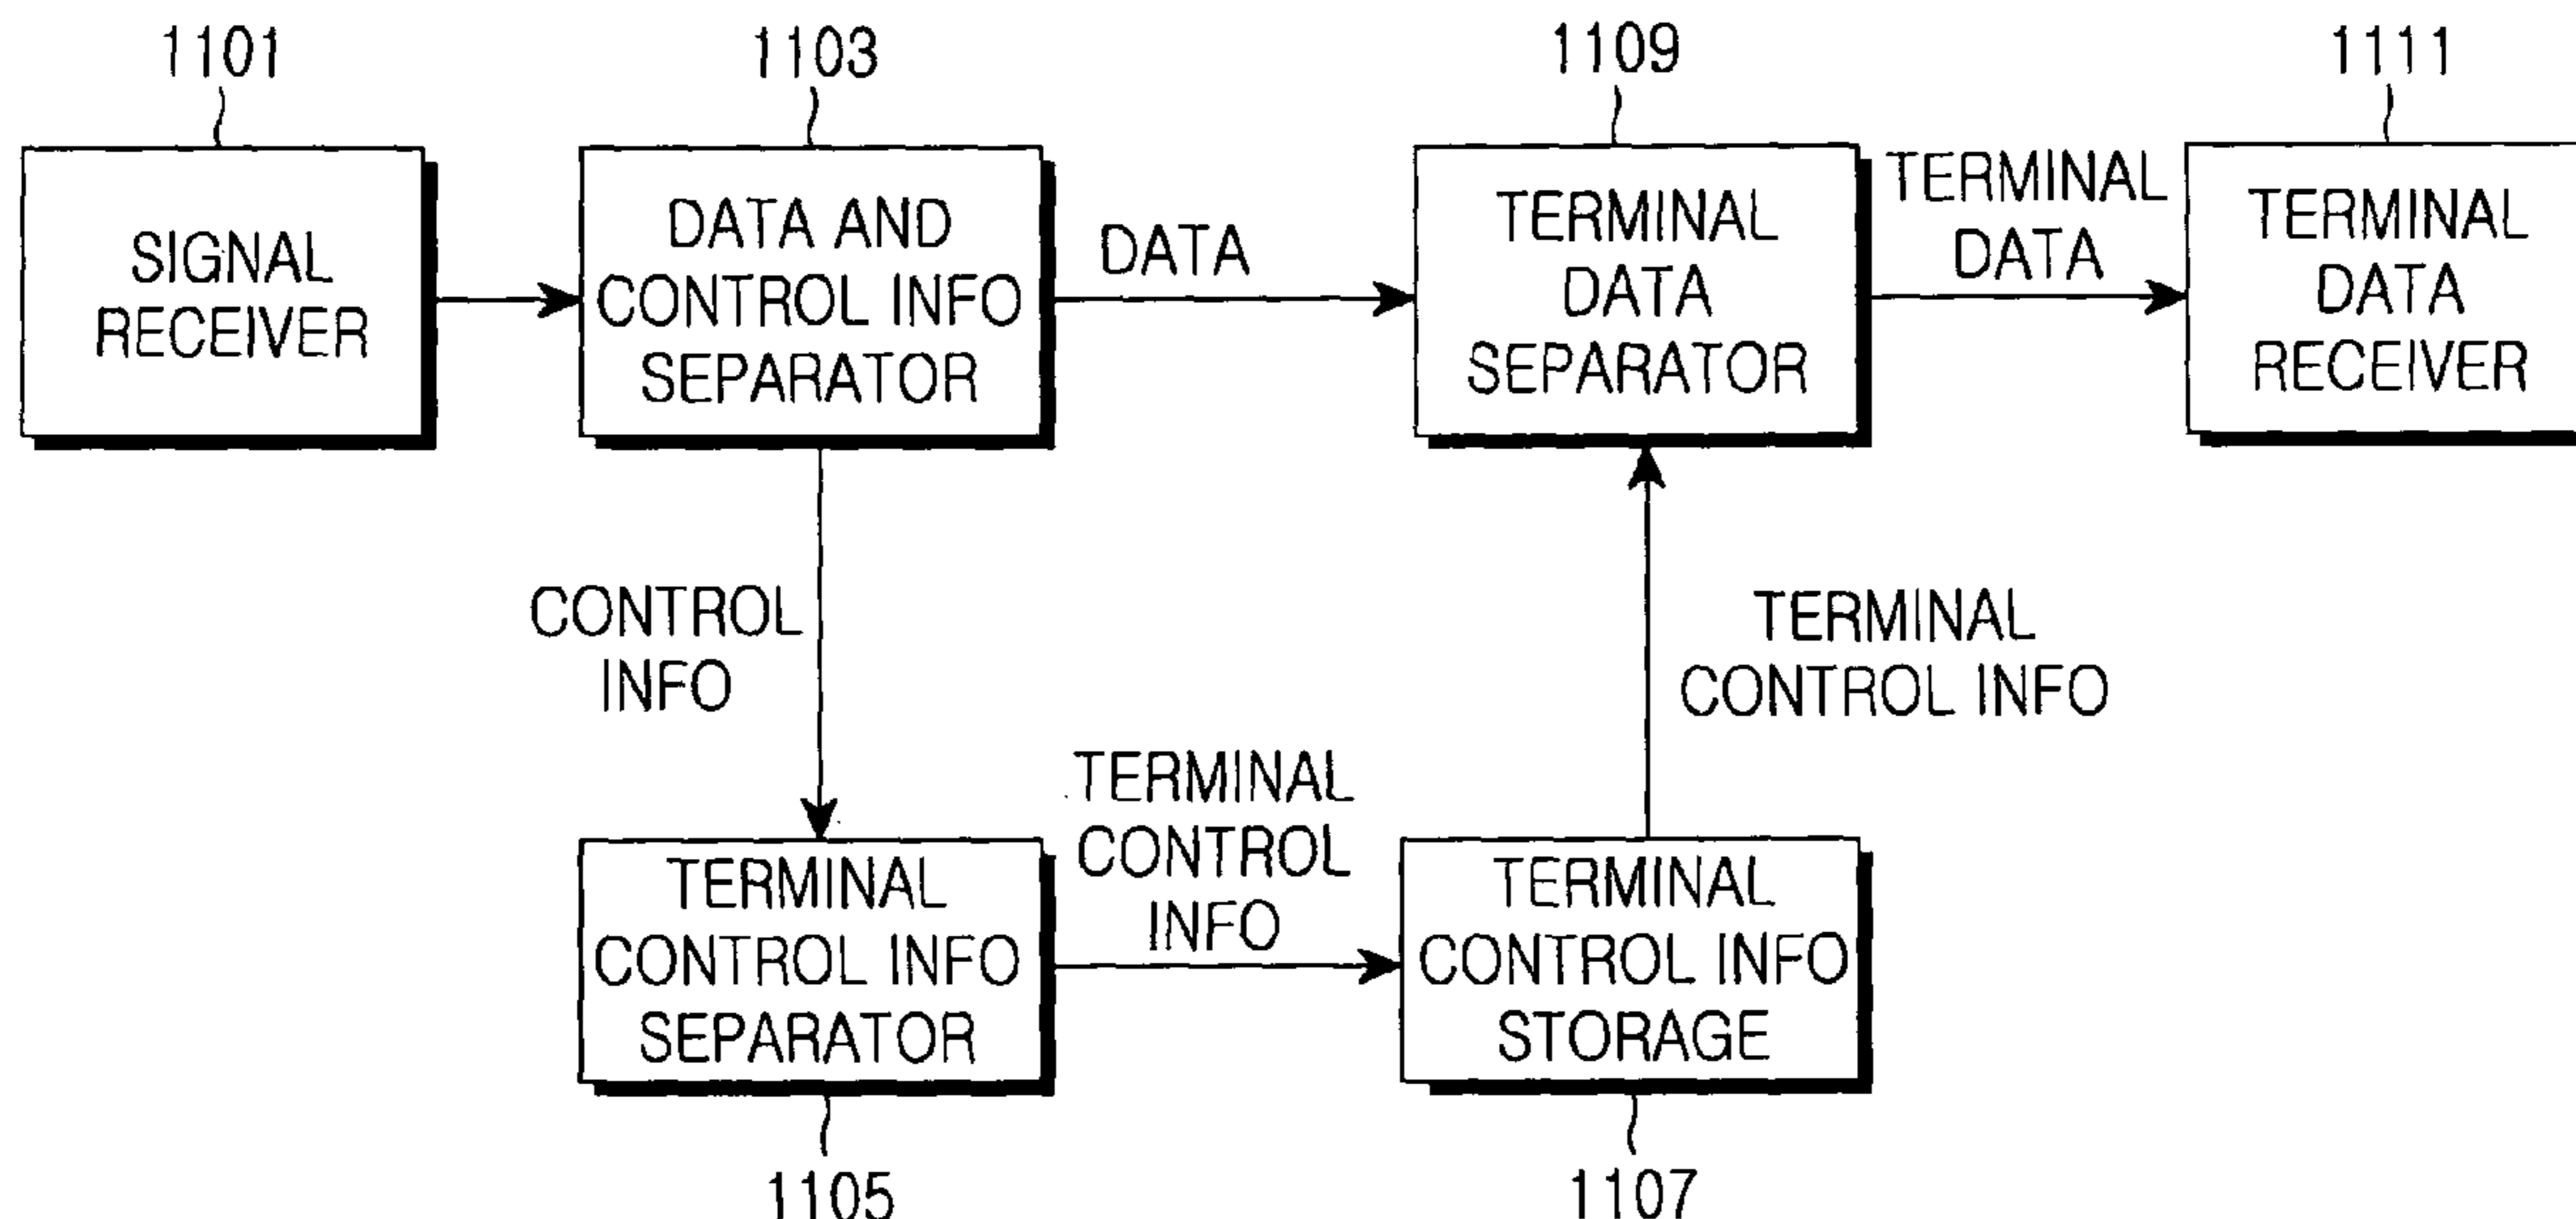 1101
1103
1109
1111
SIGNAL
RECEIVER
DATA AND
CONTROL INFO
SEPARATOR
DATA
TERMINAL
DATA
SEPARATOR
TERMINAL
DATA
TERMINAL
DATA
RECEIVER
CONTROL
INFO
TERMINAL
CONTROL INFO
TERMINAL
CONTROL INFO
SEPARATOR
TERMINAL
CONTROL
INFO
TERMINAL
CONTROL INFO
STORAGE
1105
1107